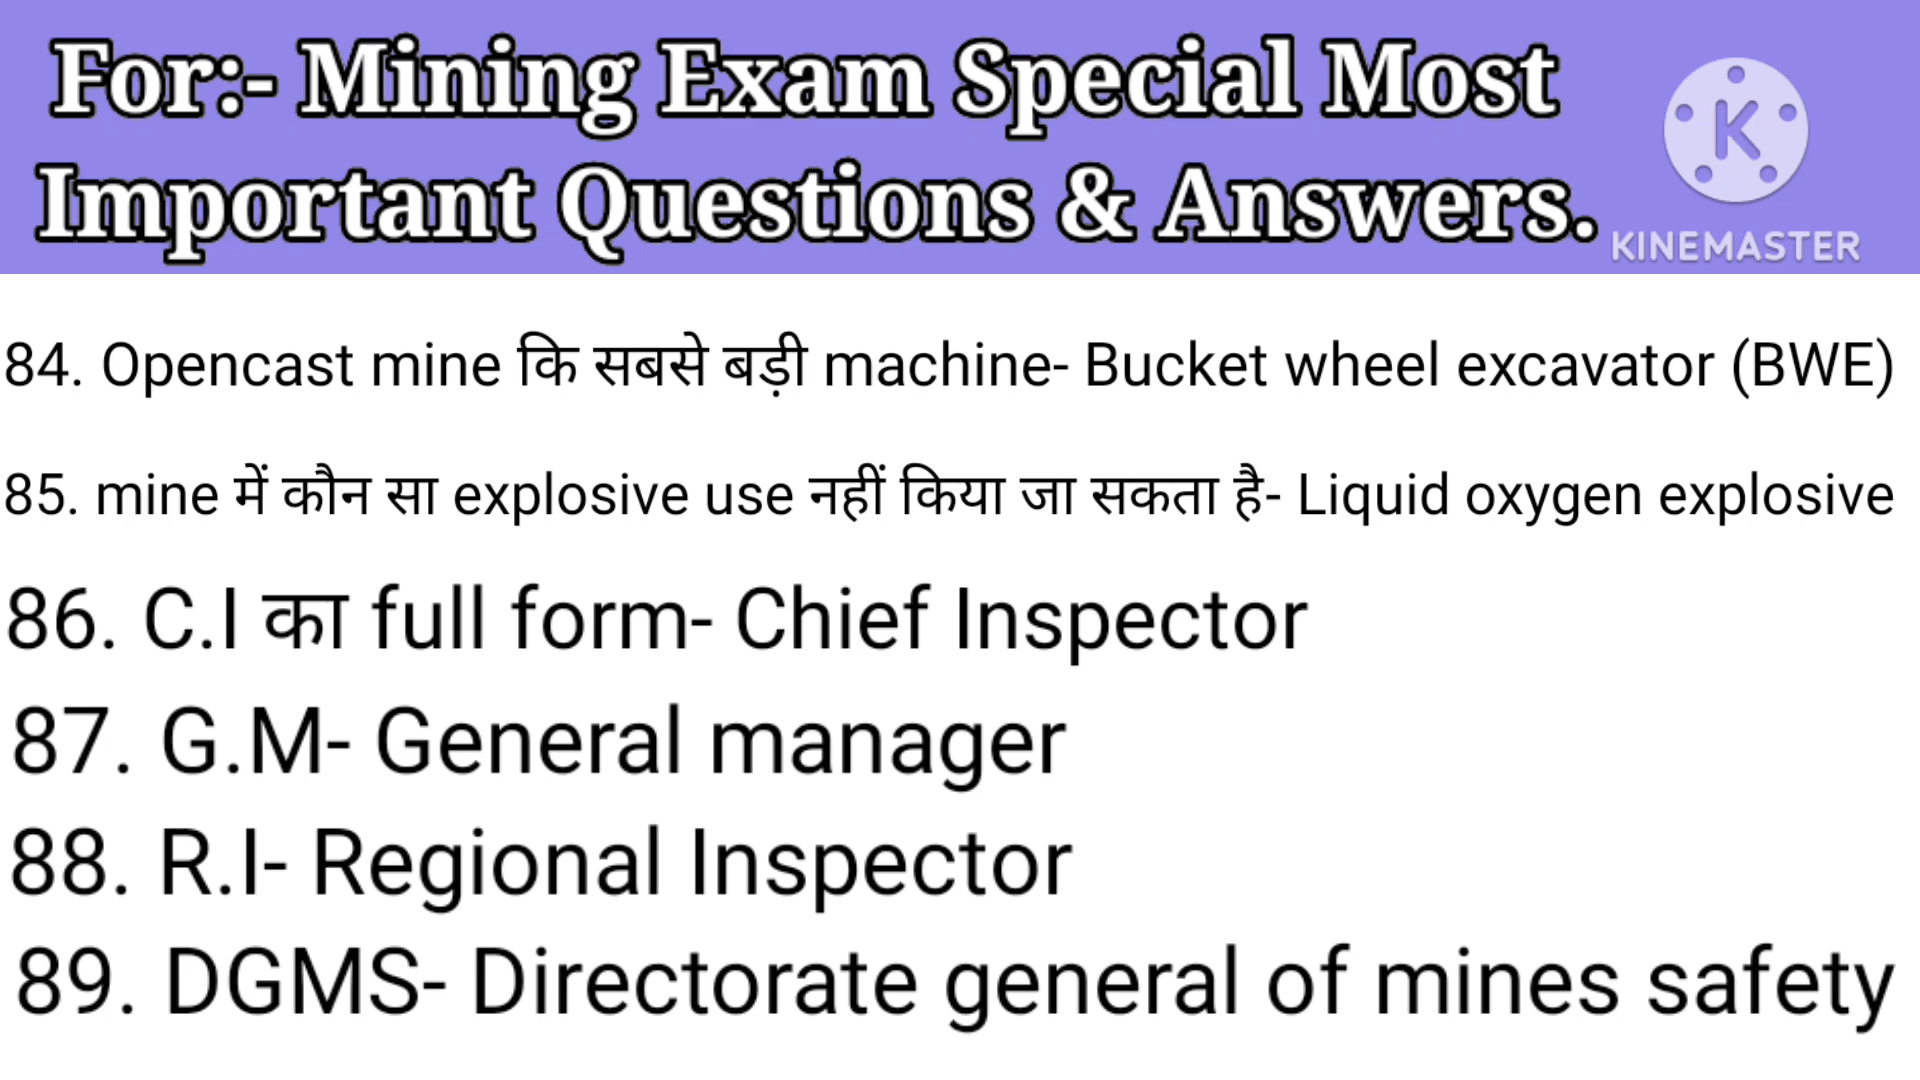 For:- Mining Exam Special Most
Important Questions & Answers.
K
KINEMASTER
84. Opencast mine कि सबसे बड़ी machine- Bucket wheel excavator (BWE)
85. mine में कौन सा explosive use नहीं किया जा सकता है- Liquid oxygen explosive
86. C.I का full form- Chief Inspector
87. G.M- General manager
88. R.I- Regional Inspector
89. DGMS- Directorate general of mines safety